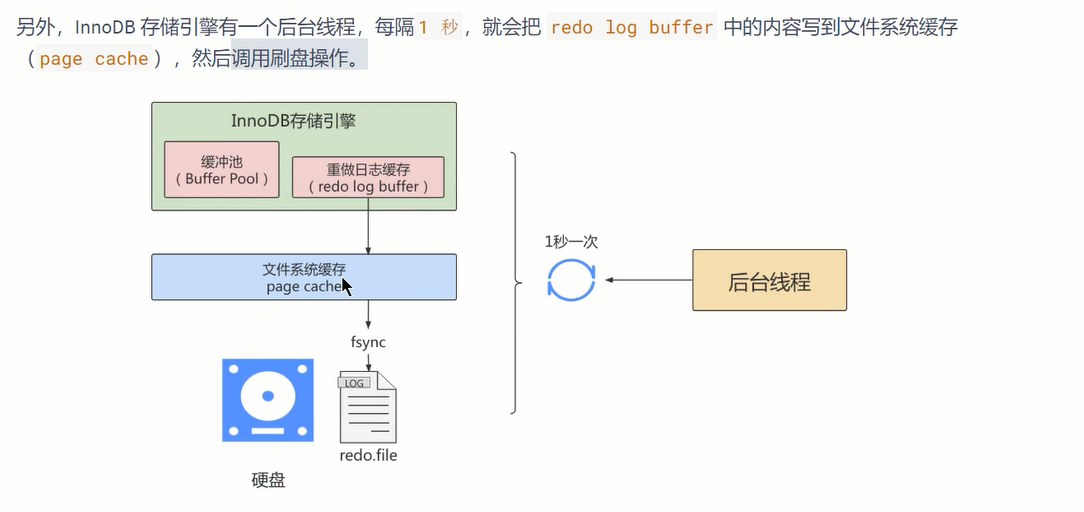 另外，InnoDB 存储引擎有一个后台线程，每隔1 秒，就会把 redo log buffer 中的内容写到文件系统缓存
（page cache），然后调用刷盘操作。
InnoDB存储引擎
缓冲池
（Buffer Pool）
重做日志缓存
（redo log buffer）
1秒一次
文件系统缓存
page cache
后台线程
fsync
LOG
redo.file
硬盘